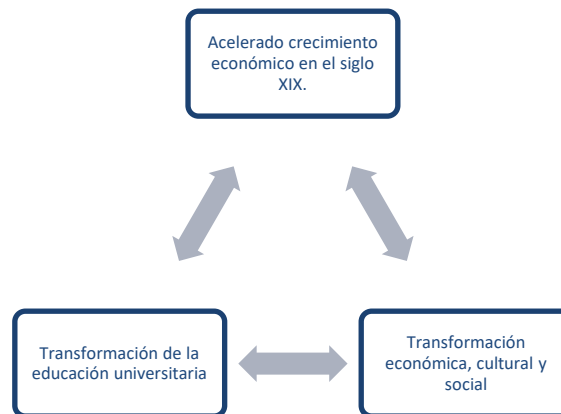 Acelerado crecimiento
económico en el siglo
XIX.
Transformación de la
educación universitaria
Transformación
económica, cultural y
social